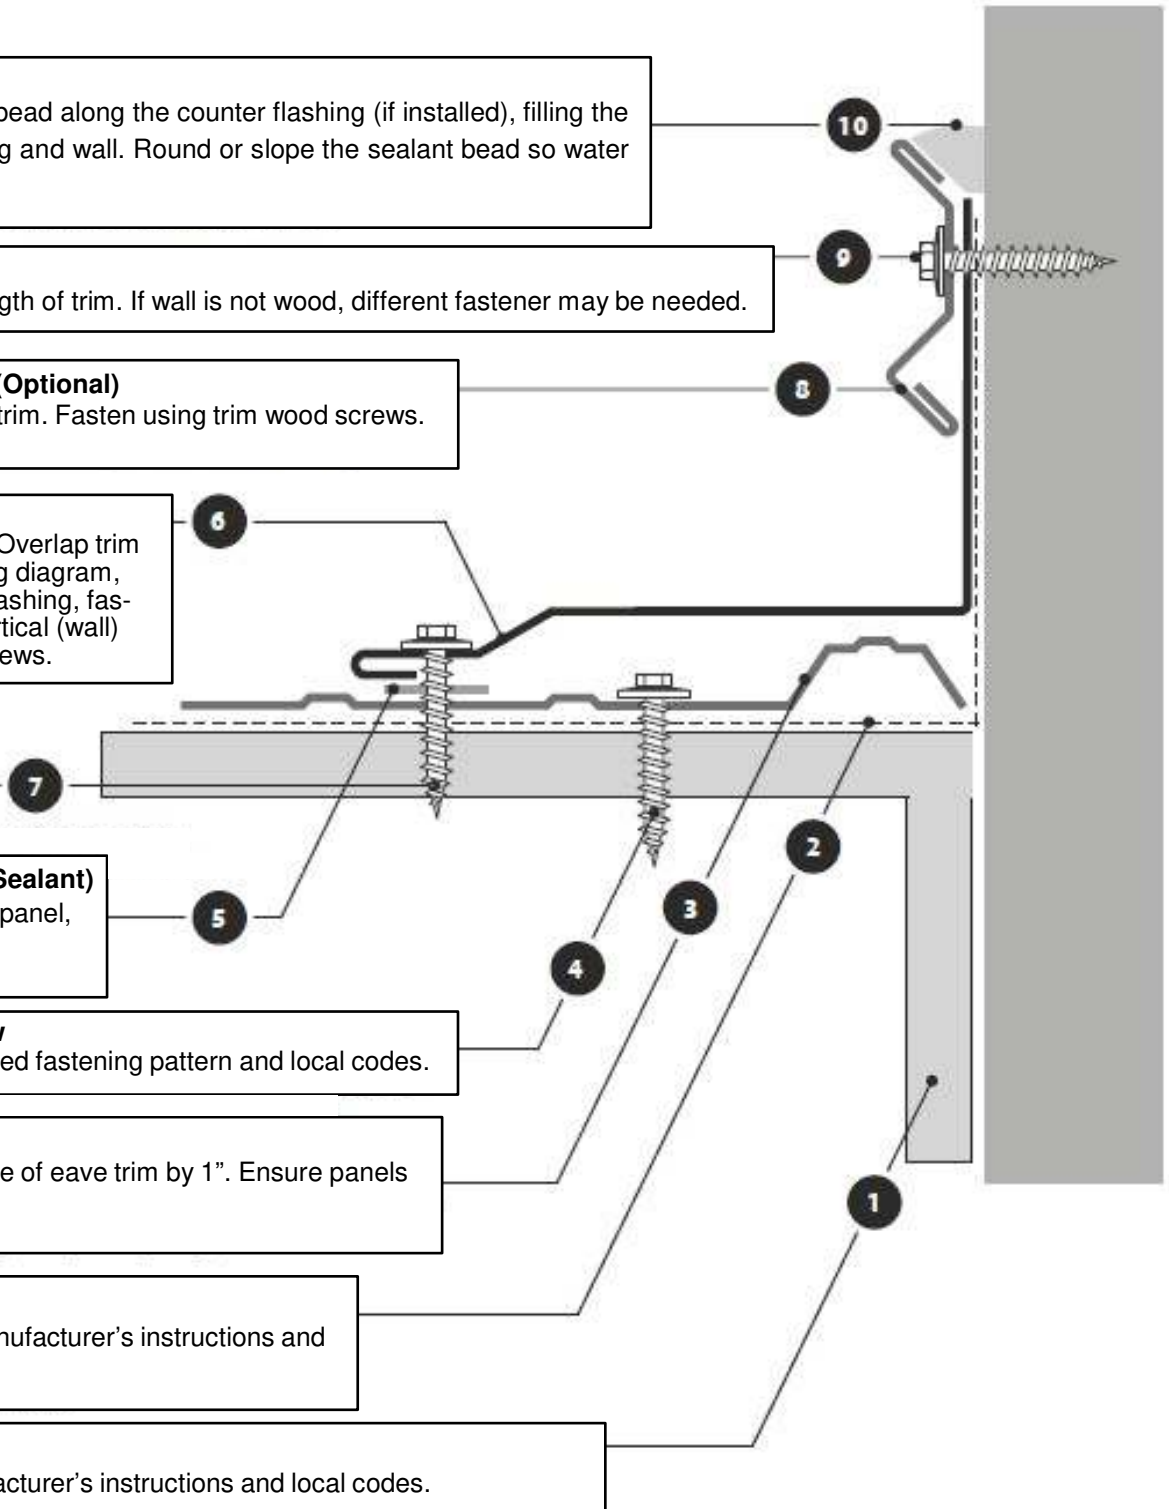 bead along the counter flashing (if installed), filling the
g and wall. Round or slope the sealant bead so water
10
gth of trim. If wall is not wood, different fastener may be needed.
9
(Optional)
trim. Fasten using trim wood screws.
8
Overlap trim
g diagram,
ashing, fas-
rtical (wall)
ews.
6
7
Sealant)
panel,
5
4
ed fastening pattern and local codes.
3
e of eave trim by 1”. Ensure panels
2
nufacturer’s instructions and
1
acturer’s instructions and local codes.